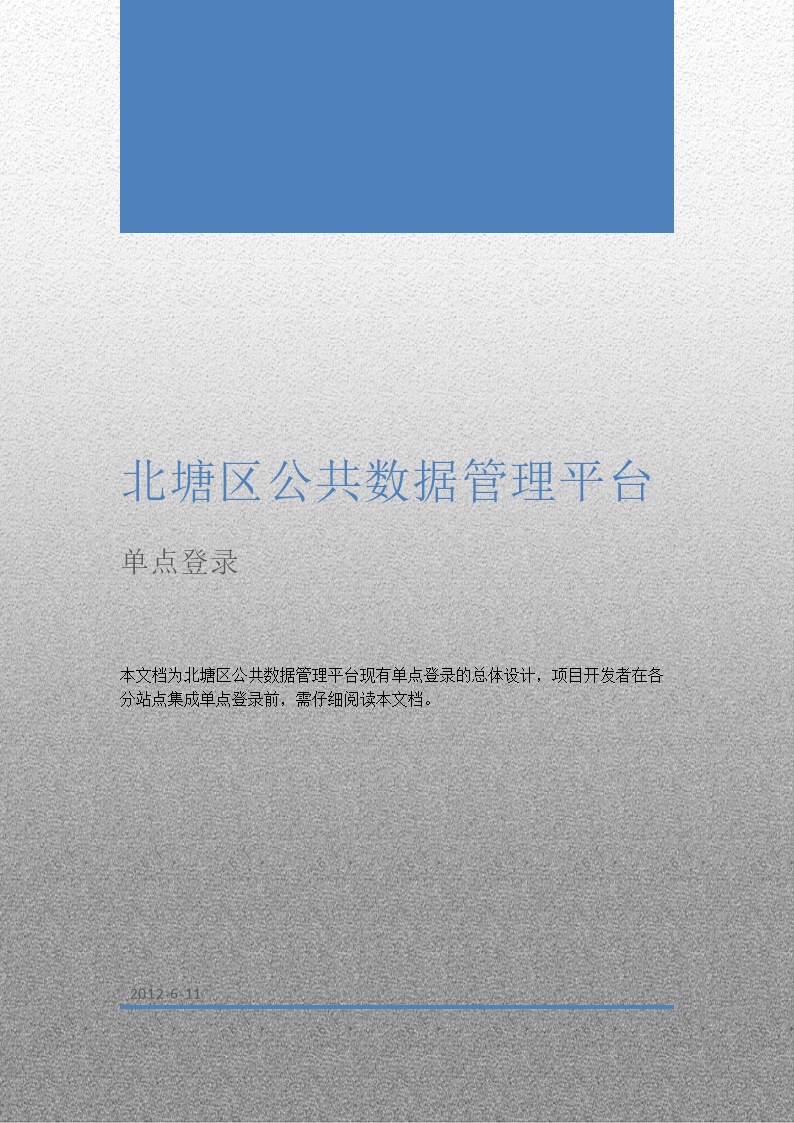 北塘区公共数据管理平台
单点登录
本文档为北塘区公共数据管理平台现有单点登录的总体设计，项目开发者在各
分站点集成单点登录前，需仔细阅读本文档。
2012-6-11